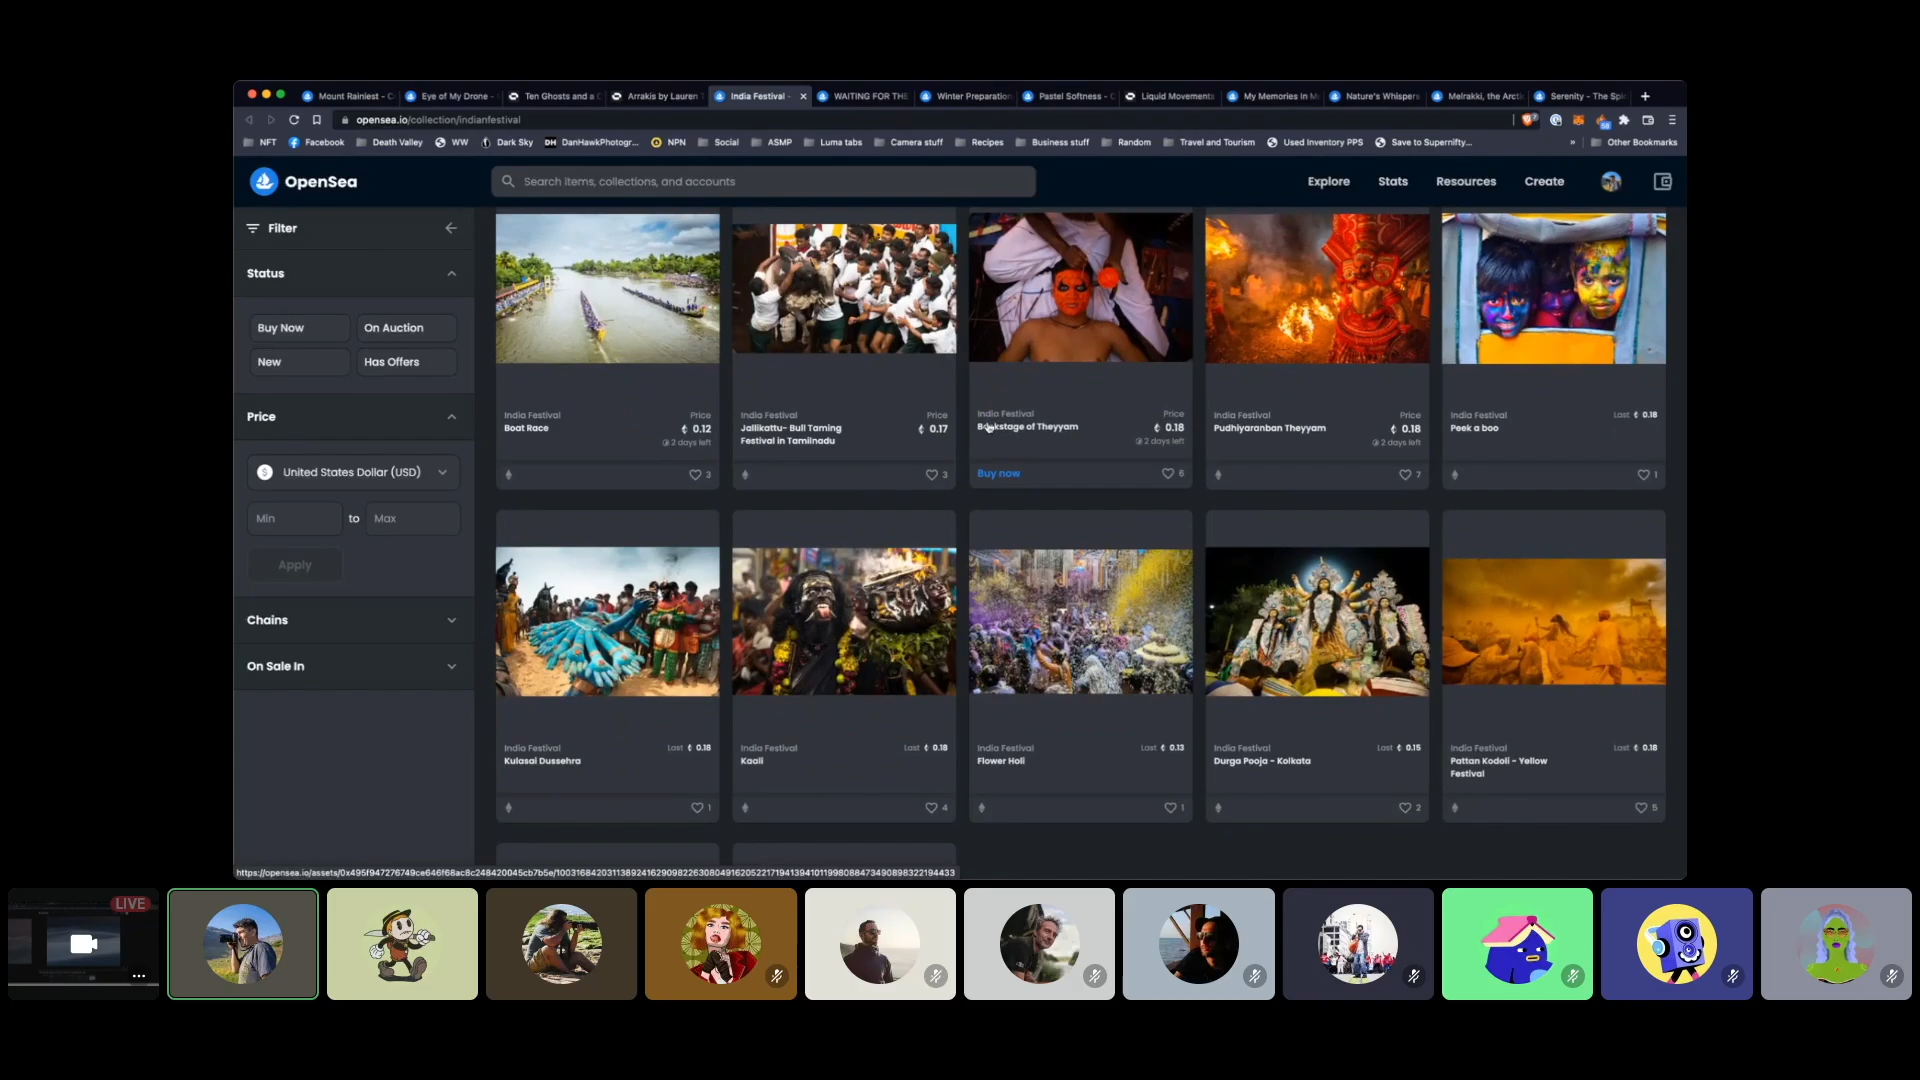 Mount Rainiest - C
Eye of My Drone -
Ten Ghosts and a C
Arrakis by Lauren T
India Festival -
WAITING FOR THE
Winter Preparation
Pastel Softness - C
Liquid Movements
My Memories In M
Nature's Whispers
Melrakki, the Arcti
Serenity - The Spi
opensea.io/collection/indianfestival
NFT
Facebook
Death Valley
WW
Dark Sky
DH DanHawkPhotogr...
NPN
Social
ASMP
Luma tabs
Camera stuff
Recipes
Business stuff
Random
Travel and Tourism
Used Inventory PPS
Save to Supernifty...
»
Other Bookmarks
OpenSea
Search items, collections, and accounts
Explore
Stats
Resources
Create
Filter
Status
Buy Now
On Auction
New
Has Offers
Price
$ United States Dollar (USD)
Min to Max
Apply
Chains
On Sale In
India Festival Price
Boat Race 0.12
2 days left
3
India Festival Price
Jallikattu- Bull Taming 0.17
Festival in Tamilnadu
3
India Festival Price
Backstage of Theyyam 0.18
2 days left
Buy now 6
India Festival Price
Pudhiyaranban Theyyam 0.18
2 days left
7
India Festival Last 0.18
Peek a boo
1
India Festival Last 0.18
Kulasai Dussehra
1
India Festival Last 0.18
Kaali
4
India Festival Last 0.13
Flower Holi
1
India Festival Last 0.15
Durga Pooja - Kolkata
2
India Festival Last 0.18
Pattan Kodoli - Yellow
Festival
5
LIVE